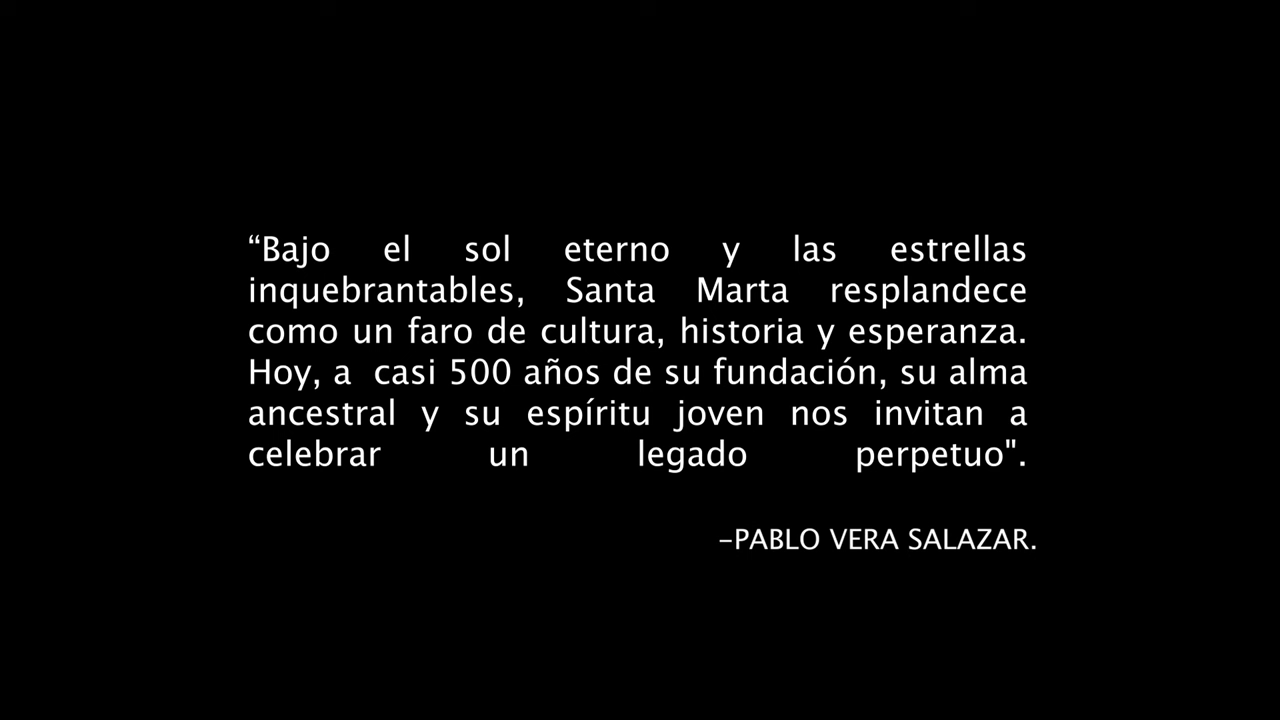 “Bajo el sol eterno y las estrellas
inquebrantables, Santa Marta resplandece
como un faro de cultura, historia y esperanza.
Hoy, a  casi 500 años de su fundación, su alma
ancestral y su espíritu joven nos invitan a
celebrar un legado perpetuo".
–PABLO VERA SALAZAR.